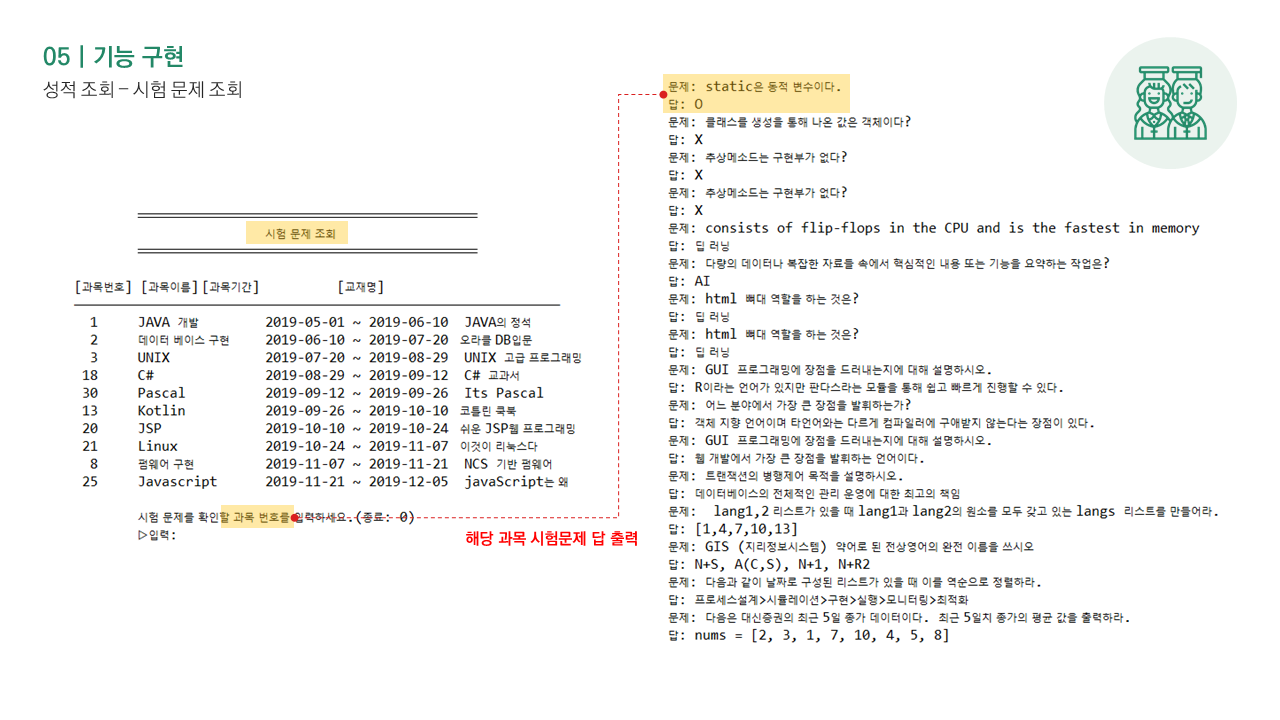 05 | 기능 구현
성적 조회 – 시험 문제 조회
시험 문제 조회
[과목번호] [과목이름] [과목기간] [교재명]
1 JAVA 개발 2019-05-01 ~ 2019-06-10 JAVA의 정석
2 데이터 베이스 구현 2019-06-10 ~ 2019-07-20 오라클 DB입문
3 UNIX 2019-07-20 ~ 2019-08-29 UNIX 고급 프로그래밍
18 C# 2019-08-29 ~ 2019-09-12 C# 교과서
30 Pascal 2019-09-12 ~ 2019-09-26 Its Pascal
13 Kotlin 2019-09-26 ~ 2019-10-10 코틀린 쿡북
20 JSP 2019-10-10 ~ 2019-10-24 쉬운 JSP웹 프로그래밍
21 Linux 2019-10-24 ~ 2019-11-07 이것이 리눅스다
8 펌웨어 구현 2019-11-07 ~ 2019-11-21 NCS 기반 펌웨어
25 Javascript 2019-11-21 ~ 2019-12-05 javaScript는 왜
시험 문제를 확인할 과목 번호를 입력하세요.(종료: 0)
▷입력:
해당 과목 시험문제 답 출력
문제: static은 동적 변수이다.
답: O
문제: 클래스를 생성을 통해 나온 값은 객체이다?
답: X
문제: 추상메소드는 구현부가 없다?
답: X
문제: 추상메소드는 구현부가 없다?
답: X
문제: consists of flip-flops in the CPU and is the fastest in memory
답: 딥 러닝
문제: 다량의 데이터나 복잡한 자료들 속에서 핵심적인 내용 또는 기능을 요약하는 작업은?
답: AI
문제: html 뼈대 역할을 하는 것은?
답: 딥 러닝
문제: html 뼈대 역할을 하는 것은?
답: 딥 러닝
문제: GUI 프로그래밍에 장점을 드러내는지에 대해 설명하시오.
답: R이라는 언어가 있지만 판다스라는 모듈을 통해 쉽고 빠르게 진행할 수 있다.
문제: 어느 분야에서 가장 큰 장점을 발휘하는가?
답: 객체 지향 언어이며 타언어와는 다르게 컴파일러에 구애받지 않는다는 장점이 있다.
문제: GUI 프로그래밍에 장점을 드러내는지에 대해 설명하시오.
답: 웹 개발에서 가장 큰 장점을 발휘하는 언어이다.
문제: 트랜잭션의 병행제어 목적을 설명하시오.
답: 데이터베이스의 전체적인 관리 운영에 대한 최고의 책임
문제: lang1,2 리스트가 있을 때 lang1과 lang2의 원소를 모두 갖고 있는 langs 리스트를 만들어라.
답: [1,4,7,10,13]
문제: GIS (지리정보시스템) 약어로 된 전상영어의 완전 이름을 쓰시오
답: N+S, A(C,S), N+1, N+R2
문제: 다음과 같이 날짜로 구성된 리스트가 있을 때 이를 역순으로 정렬하라.
답: 프로세스설계>시뮬레이션>구현>실행>모니터링>최적화
문제: 다음은 대신증권의 최근 5일 종가 데이터이다. 최근 5일치 종가의 평균 값을 출력하라.
답: nums = [2, 3, 1, 7, 10, 4, 5, 8]